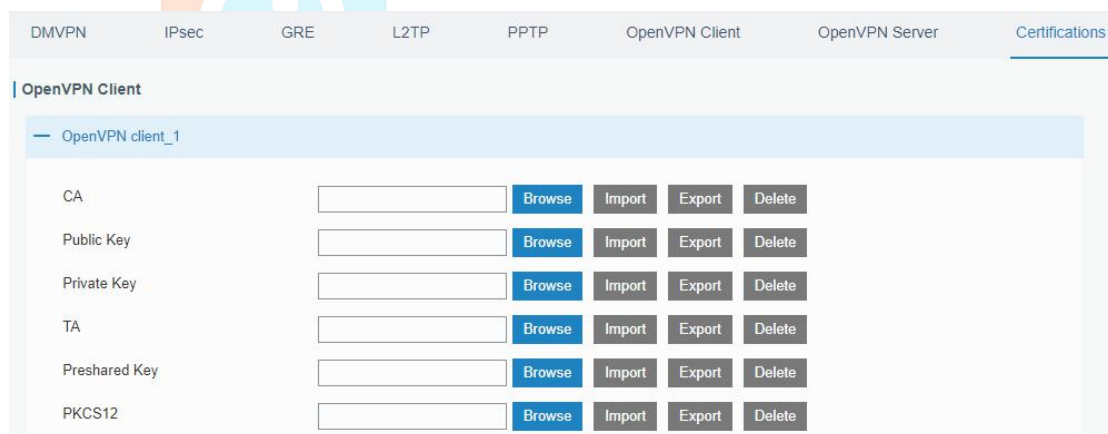 DMVPN IPsec GRE L2TP PPTP OpenVPN Client OpenVPN Server Certifications
OpenVPN Client
OpenVPN client_1
CA Browse Import Export Delete
Public Key Browse Import Export Delete
Private Key Browse Import Export Delete
TA Browse Import Export Delete
Preshared Key Browse Import Export Delete
PKCS12 Browse Import Export Delete